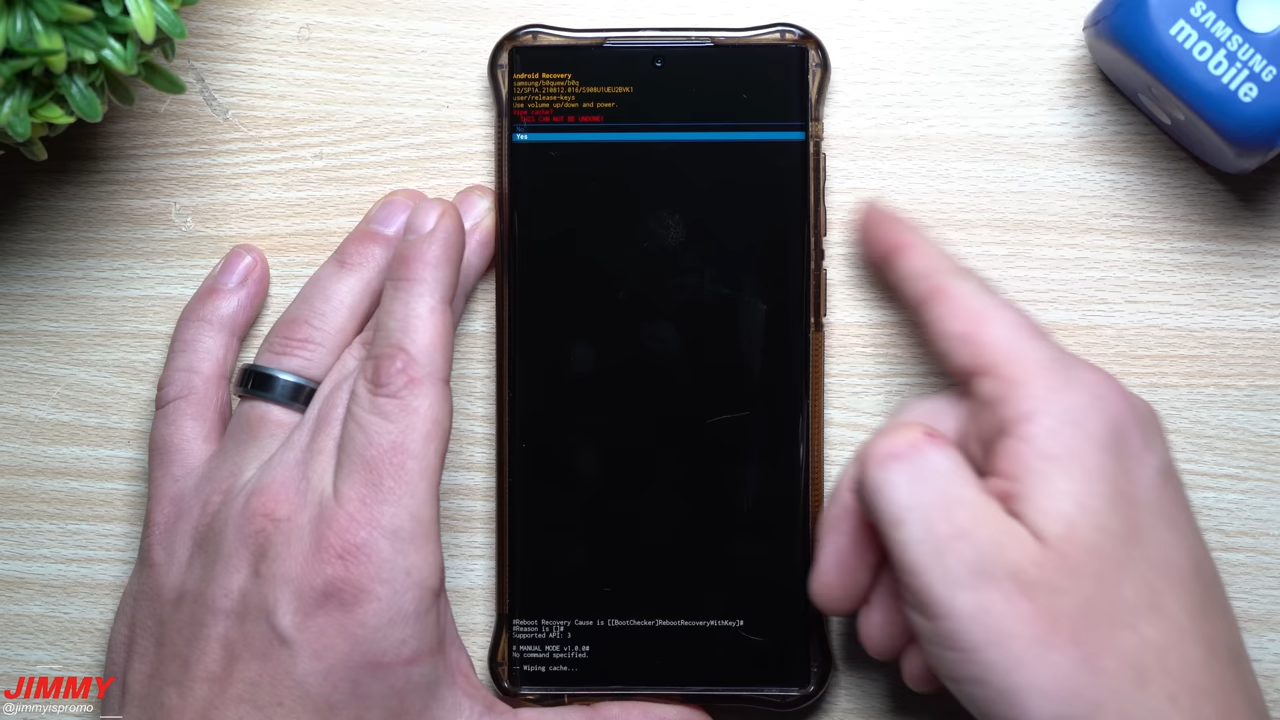 SAMSUNG
mobile
Android Recovery
samsung/b0quew/b0q
12/SP1A.210812.016/S908U1UEU2BVK1
user/release-keys
Use volume up/down and power.
Wipe cache?
THIS CAN NOT BE UNDONE!
No
Yes
#Reboot Recovery Cause is [[BootChecker]RebootRecoveryWithKey]#
#Reason is []#
Supported API: 3
# MANUAL MODE v1.0.0#
No command specified.
-- Wiping cache...
JIMMY
@jimmyispromo